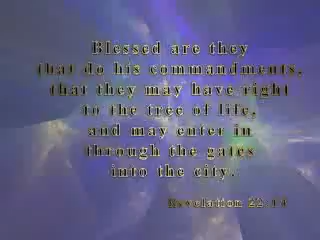 Blessed are they
that do his commandments,
that they may have right
to the tree of life,
and may enter in
through the gates
into the city.
Revelation 22:14